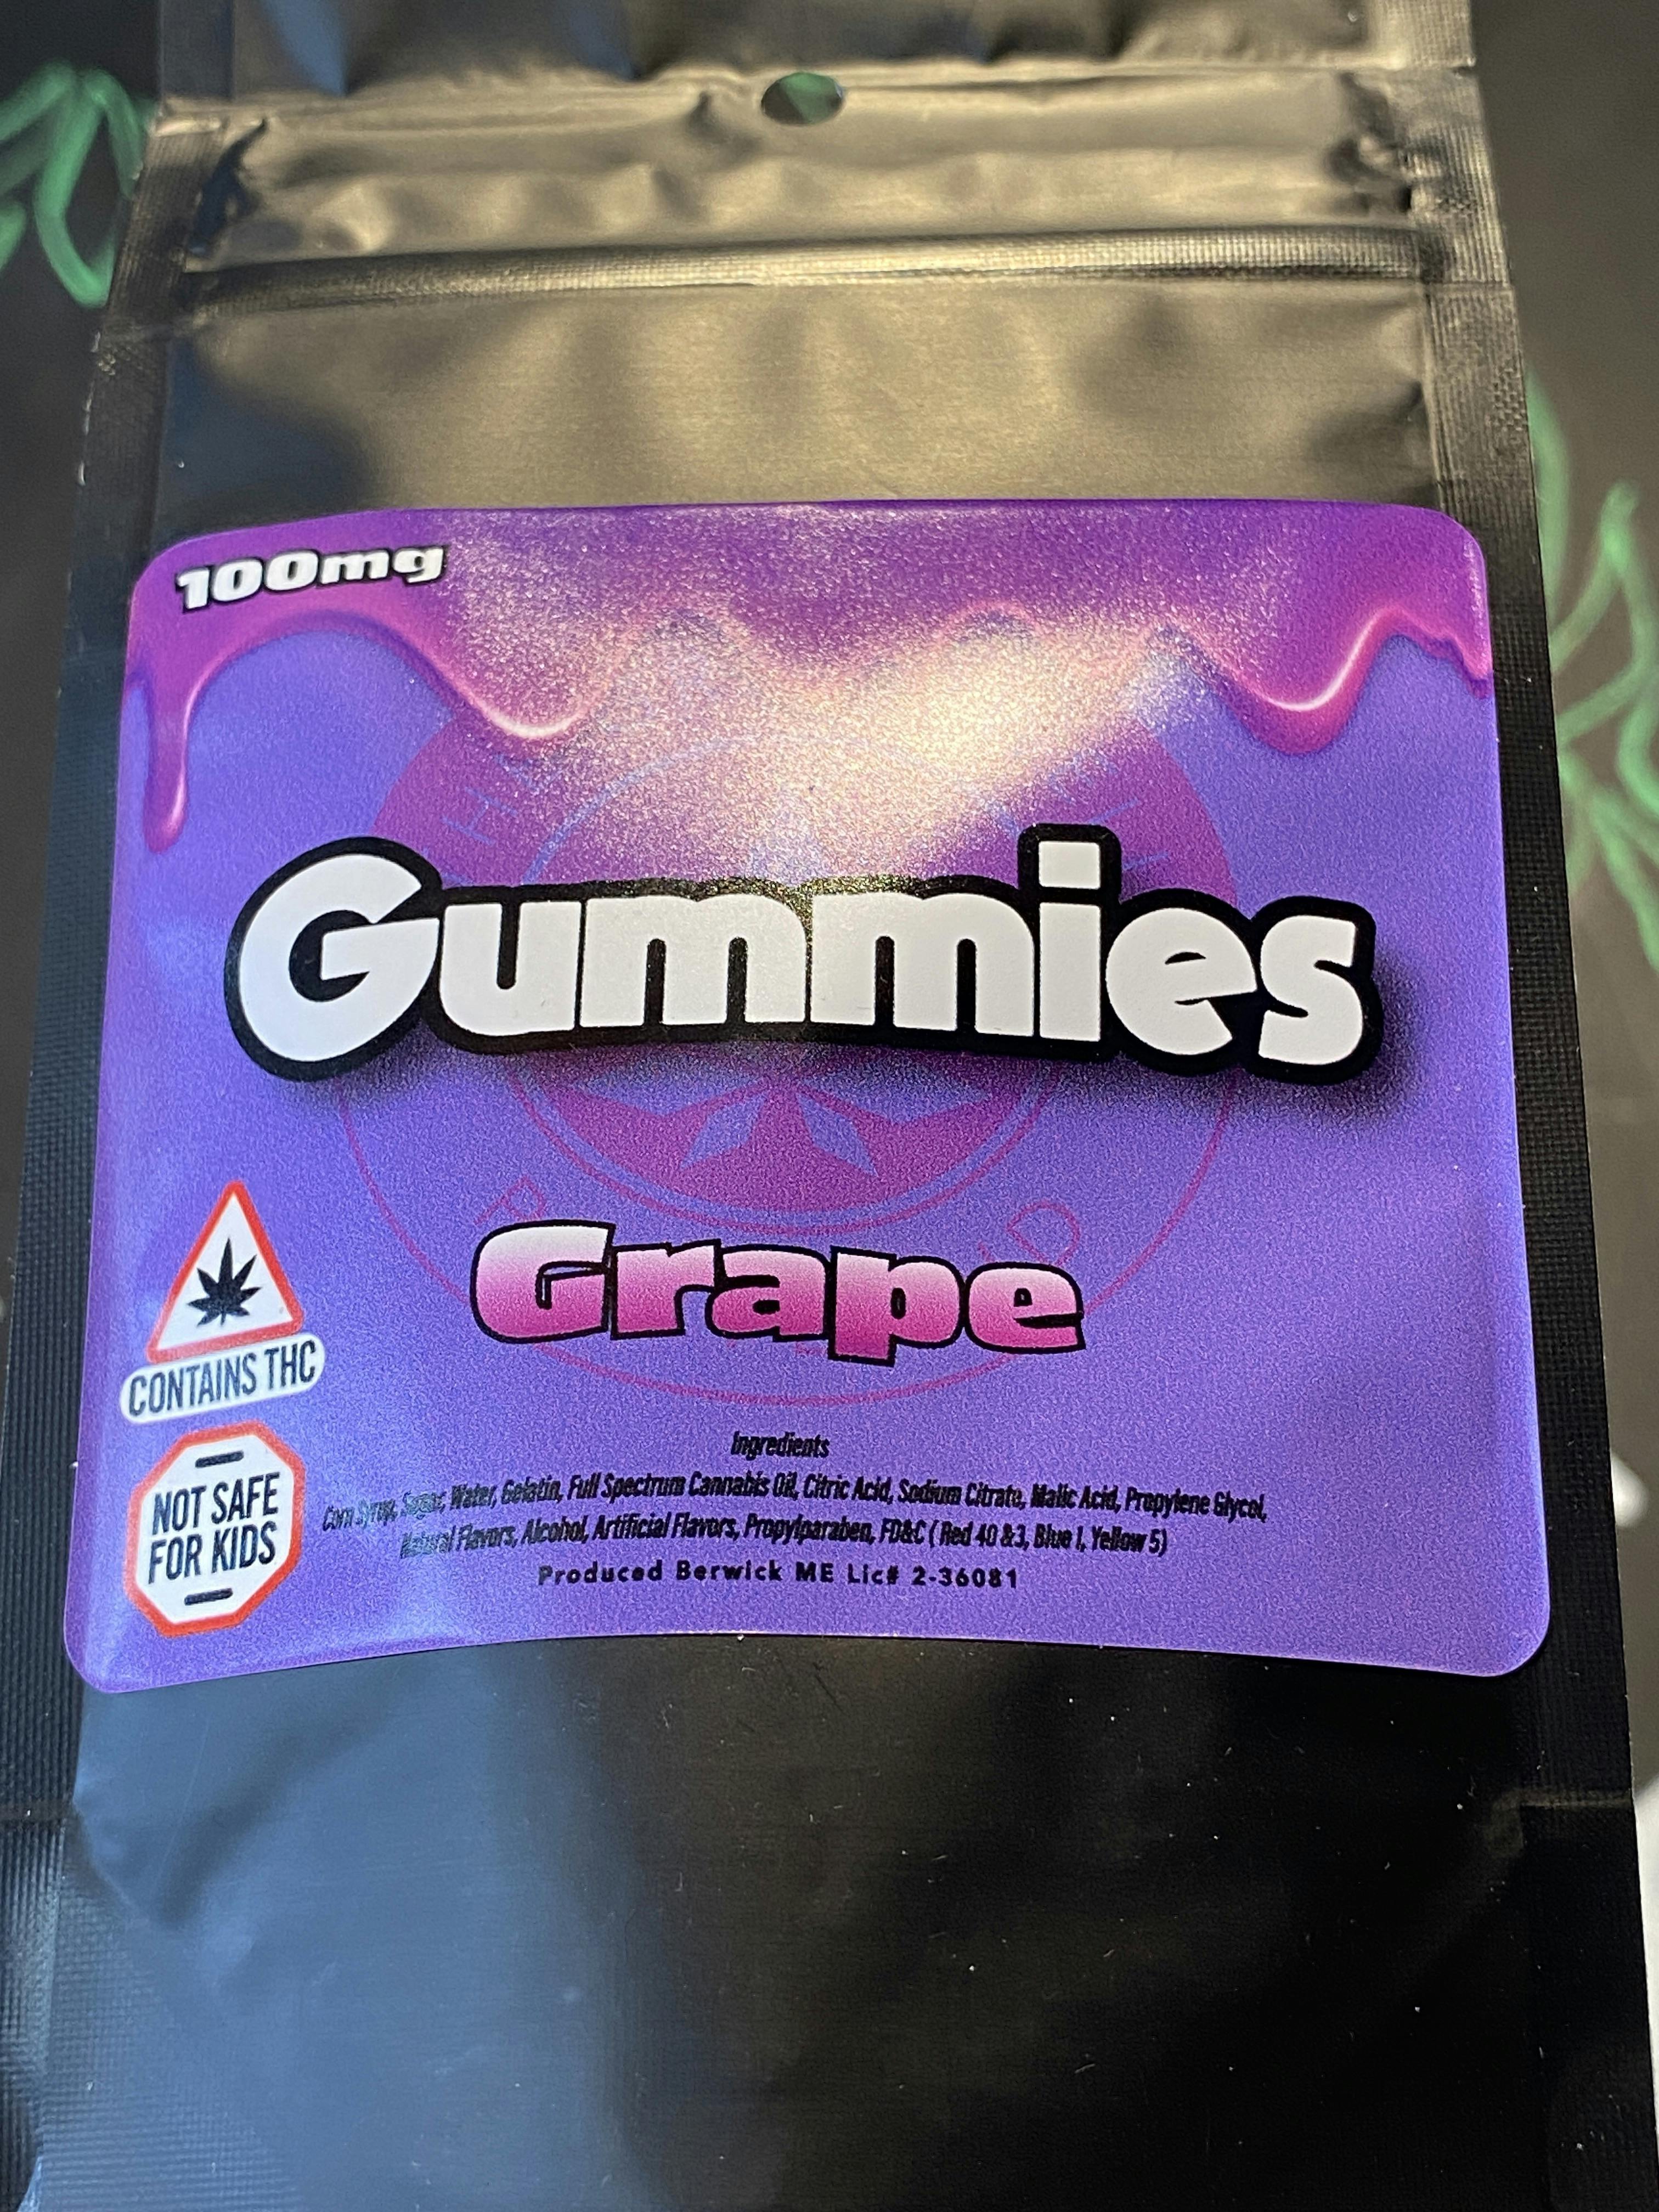 100mg
Gummies
Grape
CONTAINS THC
NOT SAFE
FOR KIDS
Ingredients
Corn Syrup, Sugar, Water, Gelatin, Full Spectrum Cannabis Oil, Citric Acid, Sodium Citrate, Malic Acid, Propylene Glycol,
Natural Flavors, Alcohol, Artificial Flavors, Propylparaben, FD&C ( Red 40 &3, Blue 1, Yellow 5)
Produced Berwick ME Lic# 2-36081